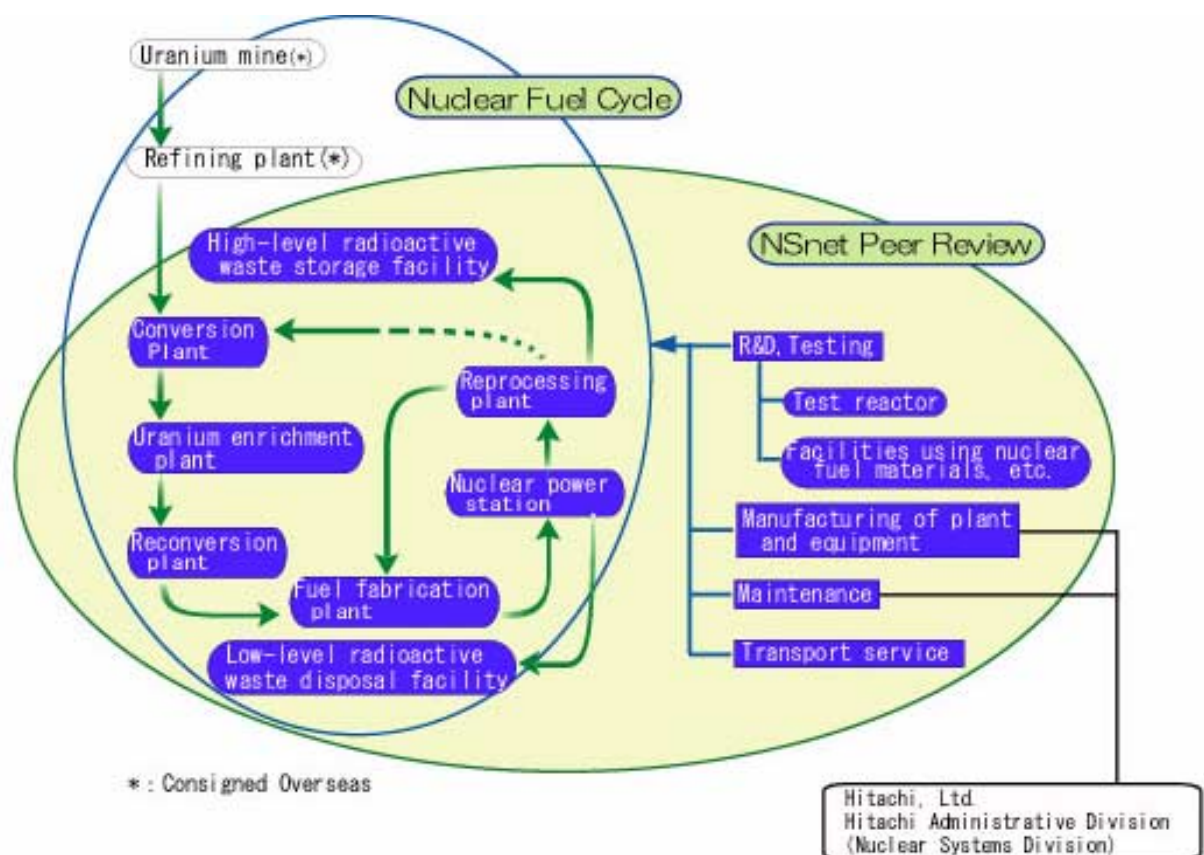 Uranium mine(*)
Nuclear Fuel Cycle
Refining plant(*)
High-level radioactive
waste storage facility
NSnet Peer Review
Conversion
Plant
R&D,Testing
Reprocessing
plant
Test reactor
Uranium enrichment
plant
Facilities using nuclear
fuel materials, etc.
Nuclear power
station
Manufacturing of plant
and equipment
Reconversion
plant
Fuel fabrication
plant
Maintenance
Low-level radioactive
waste disposal facility
Transport service
*: Consigned Overseas
Hitachi, Ltd.
Hitachi Administrative Division
(Nuclear Systems Division)